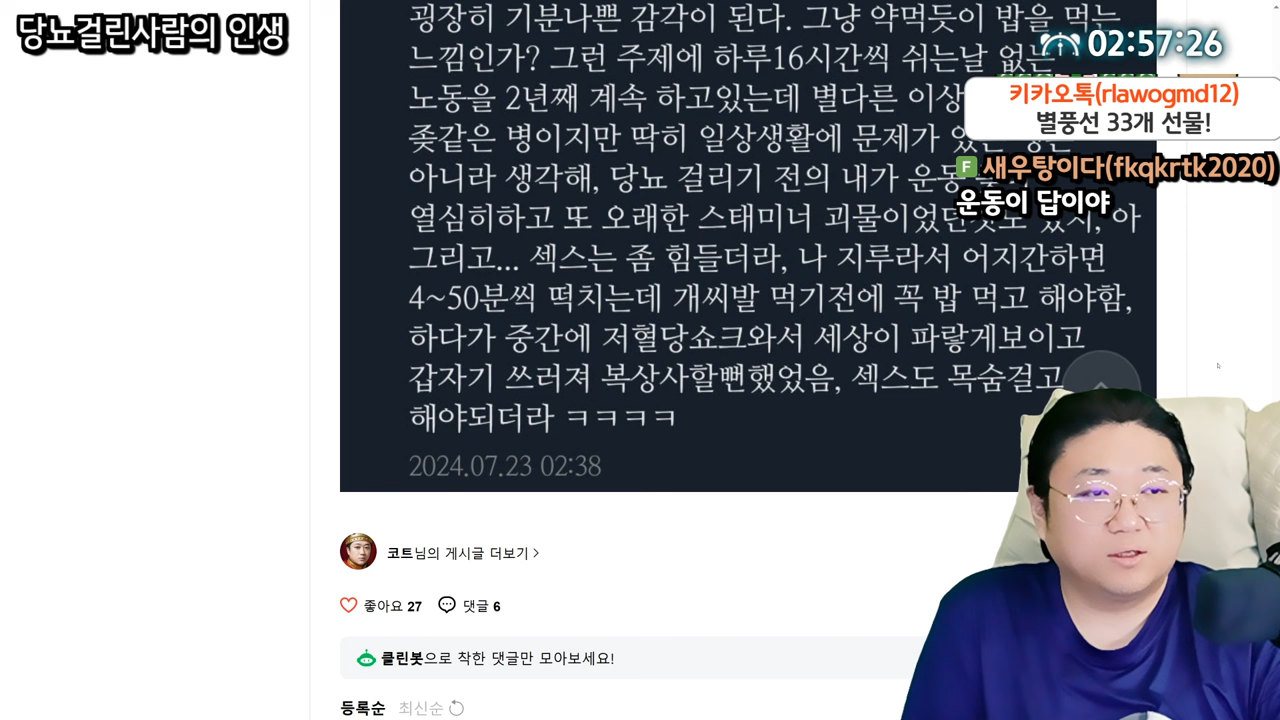 당뇨걸린사람의 인생
굉장히 기분나쁜 감각이 된다. 그냥 약먹듯이 밥을 먹는
느낌인가? 그런 주제에 하루16시간씩 쉬는날 없는
노동을 2년째 계속 하고있는데 별다른 이상
좆같은 병이지만 딱히 일상생활에 문제가
아니라 생각해, 당뇨 걸리기 전의 내가 운동
열심히하고 또 오래한 스태미너 괴물이었던것도 있지, 아
그리고... 섹스는 좀 힘들더라, 나 지루라서 어지간하면
4~50분씩 떡치는데 개씨발 먹기전에 꼭 밥 먹고 해야함,
하다가 중간에 저혈당쇼크와서 세상이 파랗게보이고
갑자기 쓰러져 복상사할뻔했었음, 섹스도 목숨걸고
해야되더라 ㅋㅋㅋㅋ
2024.07.23 02:38
02:57:26
키카오톡(rlawogmd12)
별풍선 33개 선물!
F 새우탕이다(fkqkrtk2020)
운동이 답이야
코트님의 게시글 더보기 >
좋아요 27 댓글 6
클린봇으로 착한 댓글만 모아보세요!
등록순 최신순